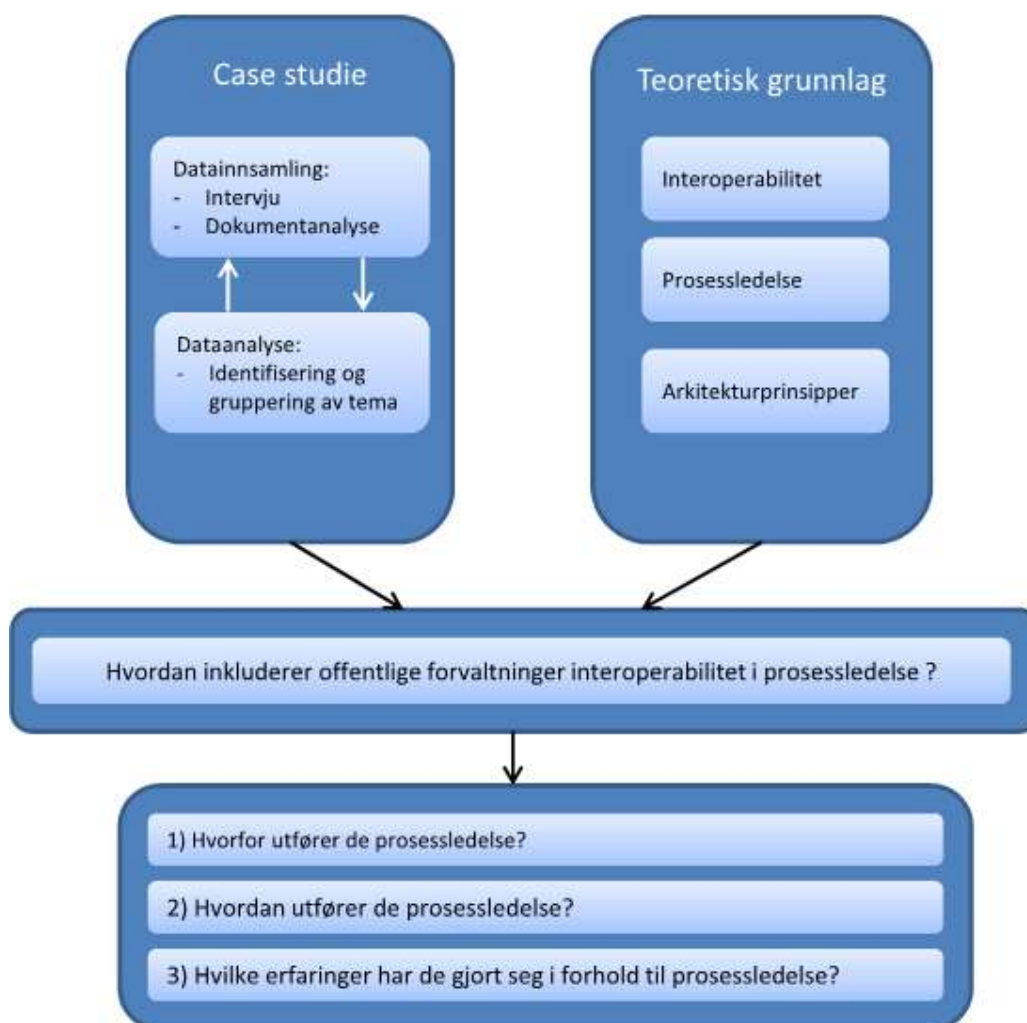 Case studie
Datainnsamling:
- Intervju
- Dokumentanalyse
Dataanalyse:
- Identifisering og
gruppering av tema
Teoretisk grunnlag
Interoperabilitet
Prosessledelse
Arkitekturprinsipper
Hvordan inkluderer offentlige forvaltninger interoperabilitet i prosessledelse ?
1) Hvorfor utfører de prosessledelse?
2) Hvordan utfører de prosessledelse?
3) Hvilke erfaringer har de gjort seg i forhold til prosessledelse?